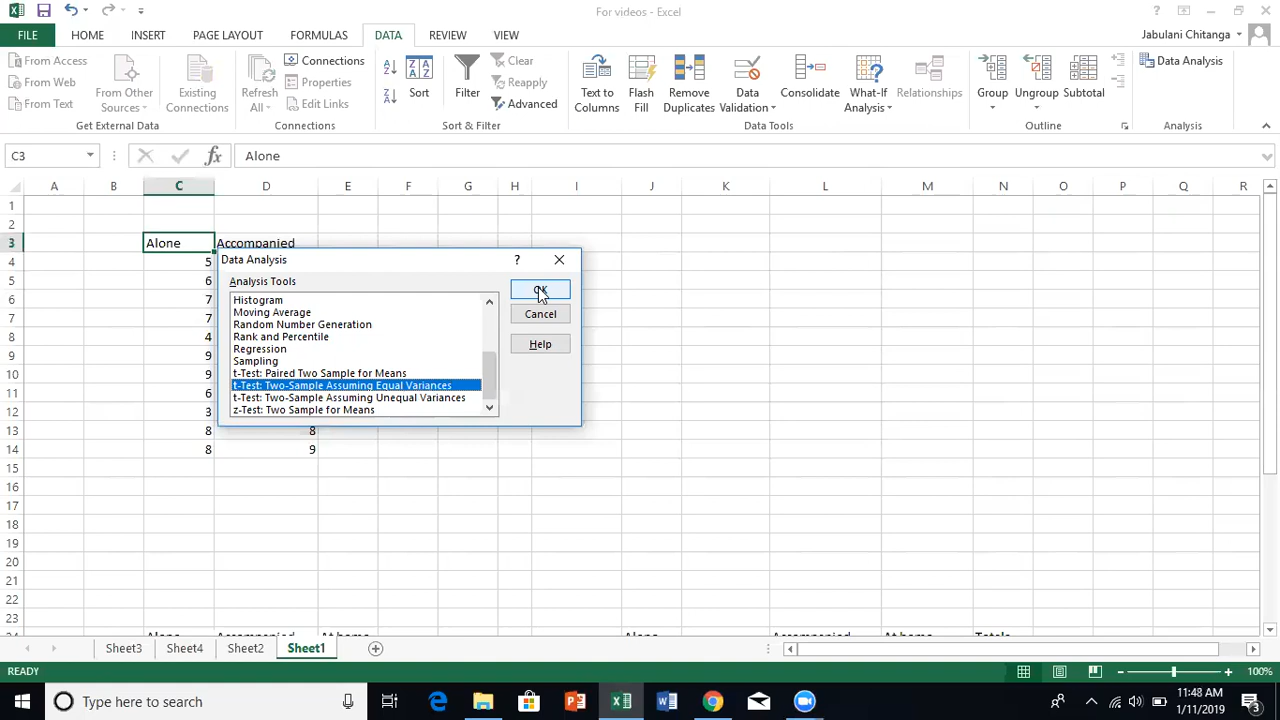 For videos - Excel
FILE HOME INSERT PAGE LAYOUT FORMULAS DATA REVIEW VIEW Jabulani Chitanga
From Access
From Web
From Text
From Other Sources
Existing Connections
Get External Data
Refresh All
Connections
Properties
Edit Links
Connections
Sort
Filter
Clear
Reapply
Advanced
Sort & Filter
Text to Columns
Flash Fill
Remove Duplicates
Data Validation
Consolidate
What-If Analysis
Relationships
Data Tools
Group
Ungroup
Subtotal
Outline
Data Analysis
Analysis
C3 fx Alone
A B C D E F G H I J K L M N O P Q R
1
2
3 Alone Accompanied
4 5
5 6
6 7
7 7
8 4
9 9
10 9
11 6
12 3
13 8 8
14 8 9
15
16
17
18
19
20
21
22
23
Data Analysis ?
Analysis Tools
Histogram
Moving Average
Random Number Generation
Rank and Percentile
Regression
Sampling
t-Test: Paired Two Sample for Means
t-Test: Two-Sample Assuming Equal Variances
t-Test: Two-Sample Assuming Unequal Variances
z-Test: Two Sample for Means
OK
Cancel
Help
24 Alone Accompanied At home Alone Accompanied At home Totals
Sheet3 Sheet4 Sheet2 Sheet1
READY 100%
Type here to search
11:48 AM
1/11/2019
3